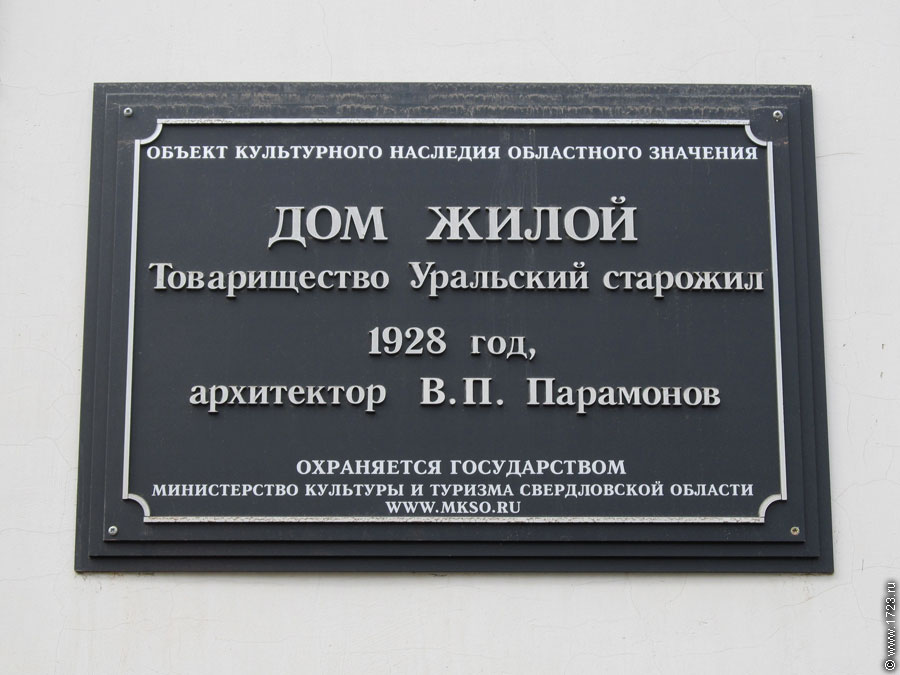 ОБЪЕКТ КУЛЬТУРНОГО НАСЛЕДИЯ ОБЛАСТНОГО ЗНАЧЕНИЯ
ДОМ ЖИЛОЙ
Товарищество Уральский старожил
1928 год,
архитектор В.П. Парамонов
ОХРАНЯЕТСЯ ГОСУДАРСТВОМ
МИНИСТЕРСТВО КУЛЬТУРЫ И ТУРИЗМА СВЕРДЛОВСКОЙ ОБЛАСТИ
WWW.MKSO.RU
© www.1723.ru